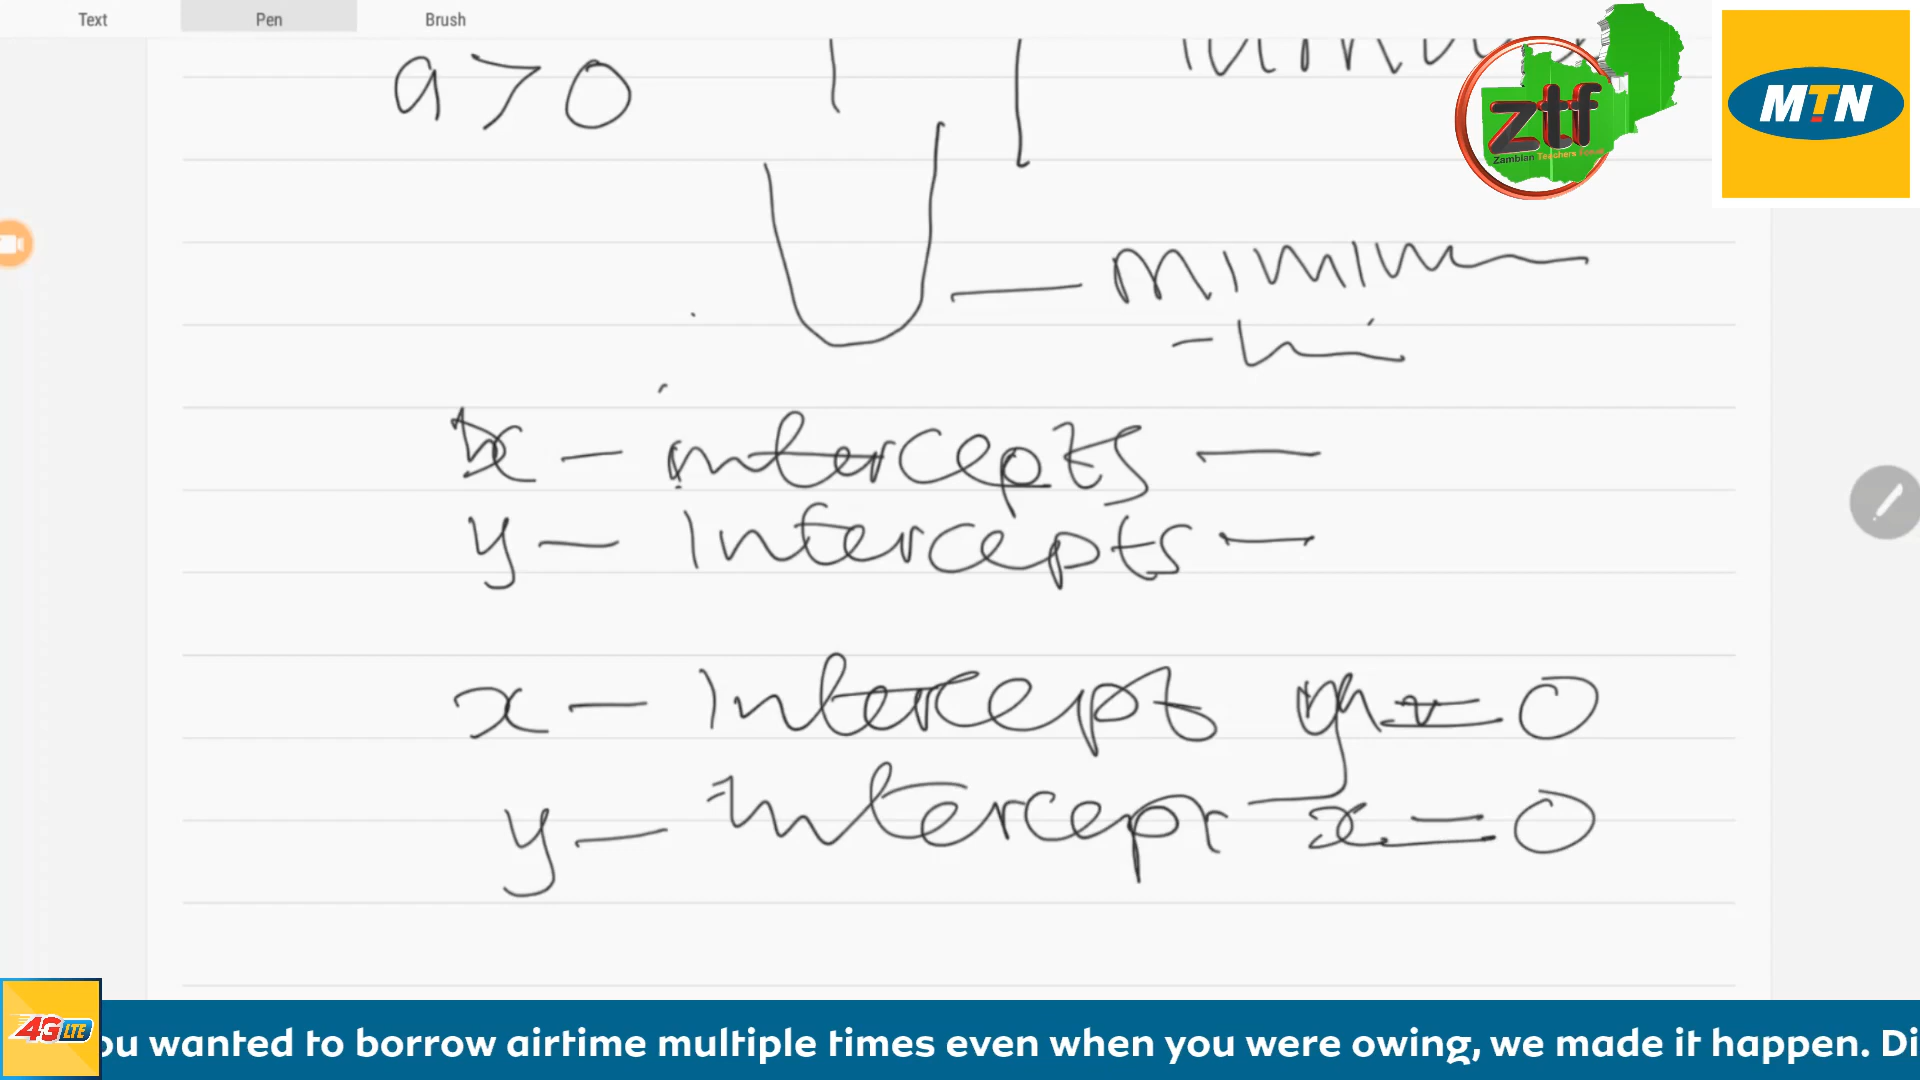 Text Pen Brush
a > 0
ztf
Zambian Teachers Focus
MTN
x - intercepts -
y - Intercepts -
x - Intercept y = 0
y - Intercept x = 0
4G LTE
ou wanted to borrow airtime multiple times even when you were owing, we made it happen. Di